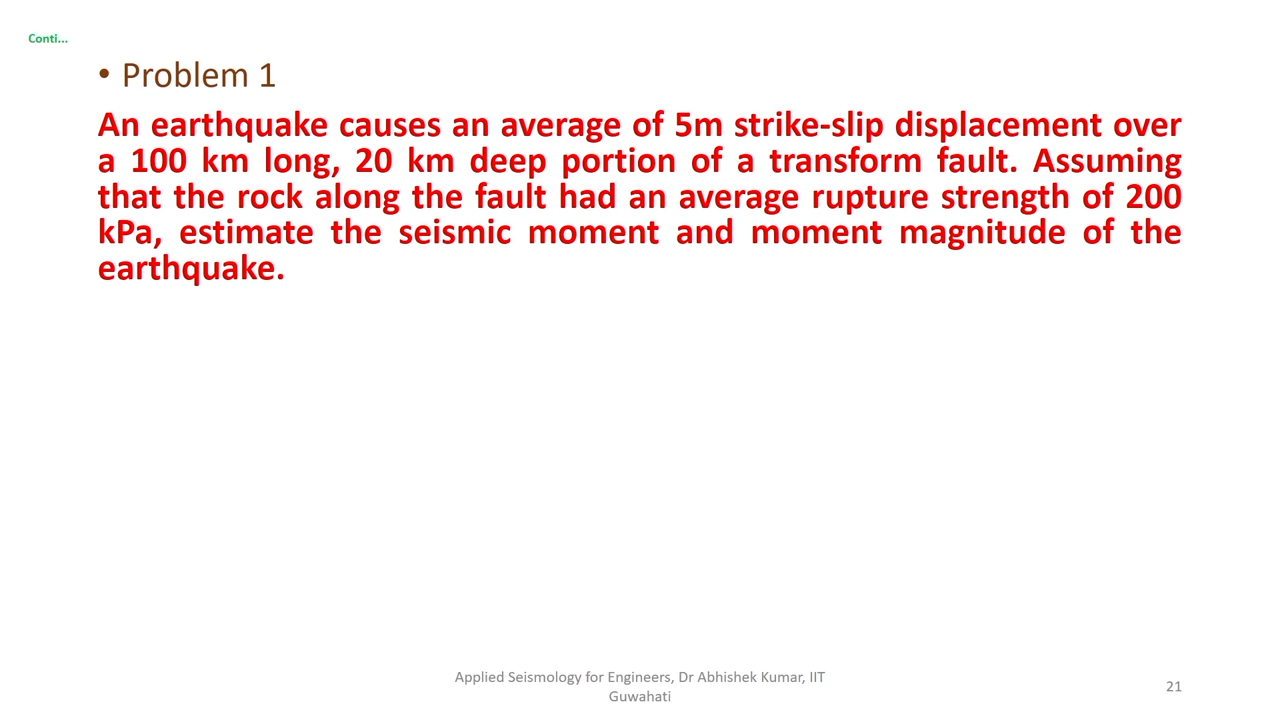 Conti...
• Problem 1
An earthquake causes an average of 5m strike-slip displacement over
a 100 km long, 20 km deep portion of a transform fault. Assuming
that the rock along the fault had an average rupture strength of 200
kPa, estimate the seismic moment and moment magnitude of the
earthquake.
Applied Seismology for Engineers, Dr Abhishek Kumar, IIT
Guwahati
21